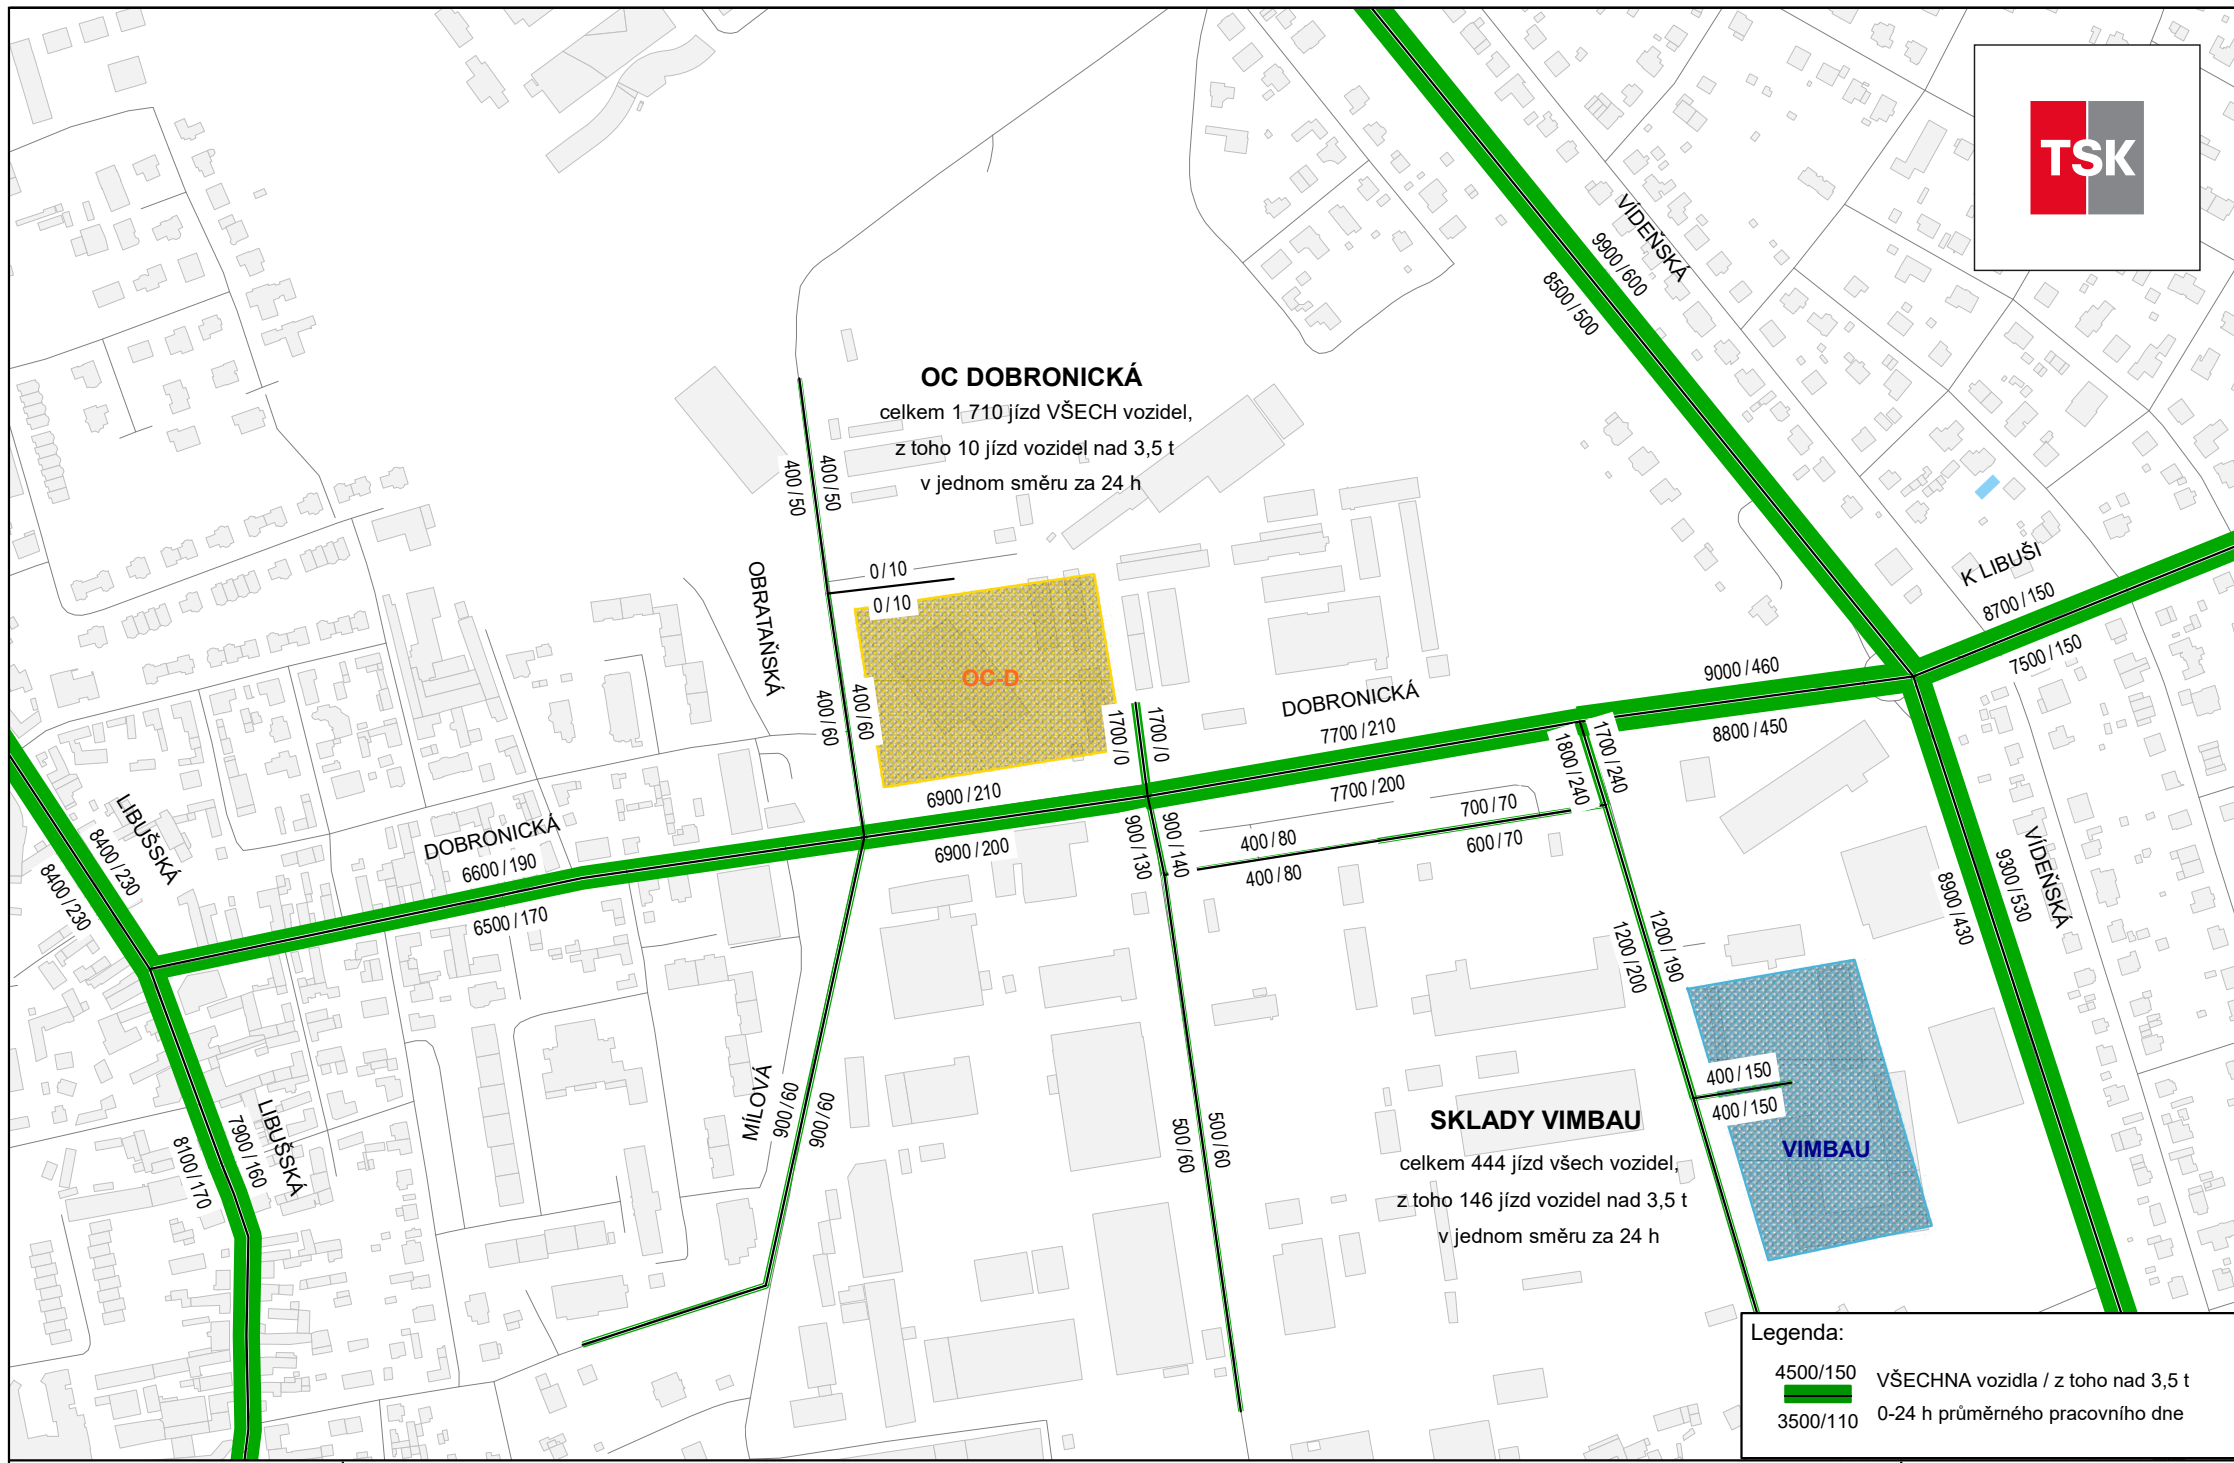 TSK
VÍDEŇSKÁ
9900/600
8500/500
OC DOBRONICKÁ
celkem 1 710 jízd VŠECH vozidel,
z toho 10 jízd vozidel nad 3,5 t
v jednom směru za 24 h
400/50
400/50
K LIBUŠI
8700/150
7500/150
OBRATAŇSKÁ
0/10
0/10
OC-D
400/60
400/60
1700/0
1700/0
DOBRONICKÁ
7700/210
7700/200
9000/460
8800/450
1800/240
1700/240
6900/210
6900/200
900/130
900/140
400/80
400/80
700/70
600/70
LIBUŠSKÁ
8400/230
8400/230
DOBRONICKÁ
6600/190
6500/170
VÍDEŇSKÁ
9300/530
8900/430
1200/190
1200/200
400/150
400/150
VIMBAU
MÍLOVÁ
900/60
900/60
500/60
500/60
LIBUŠSKÁ
7900/160
8100/170
SKLADY VIMBAU
celkem 444 jízd všech vozidel,
z toho 146 jízd vozidel nad 3,5 t
v jednom směru za 24 h
Legenda:
4500/150
3500/110
VŠECHNA vozidla / z toho nad 3,5 t
0-24 h průměrného pracovního dne